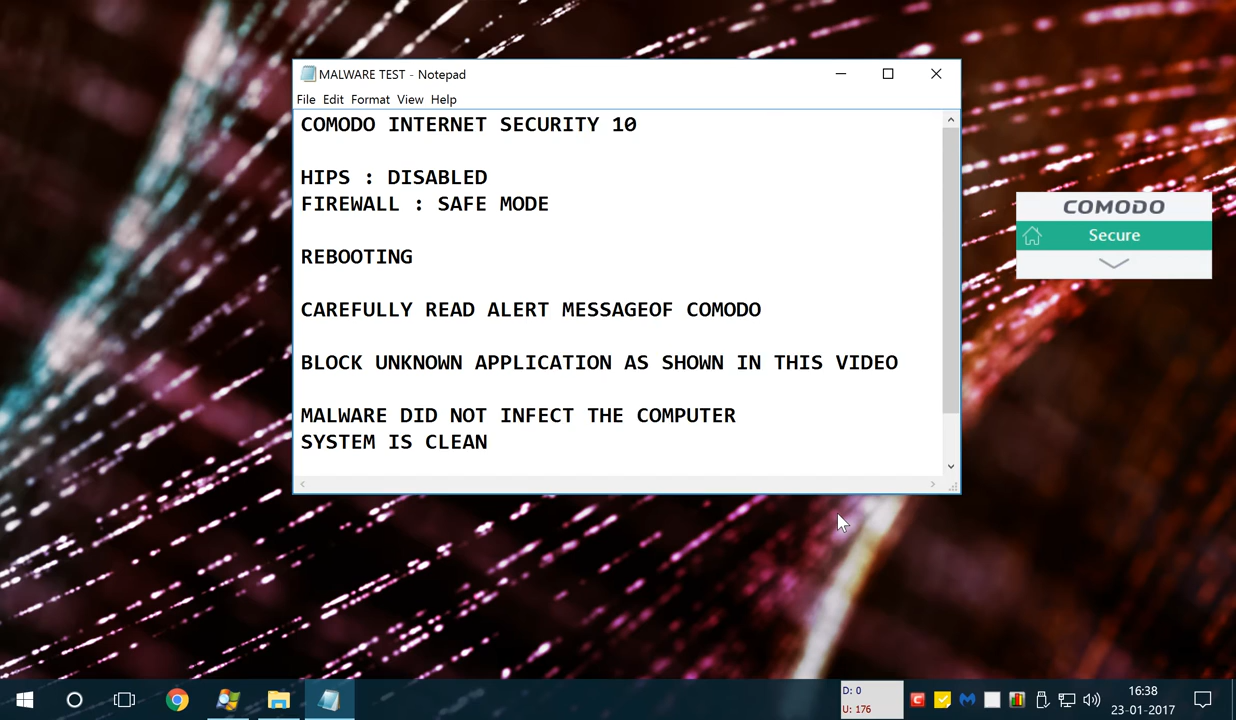 MALWARE TEST - Notepad
File Edit Format View Help
COMODO INTERNET SECURITY 10
HIPS : DISABLED
FIREWALL : SAFE MODE
REBOOTING
CAREFULLY READ ALERT MESSAGEOF COMODO
BLOCK UNKNOWN APPLICATION AS SHOWN IN THIS VIDEO
MALWARE DID NOT INFECT THE COMPUTER
SYSTEM IS CLEAN
COMODO
Secure
D: 0
U: 176
16:38
23-01-2017